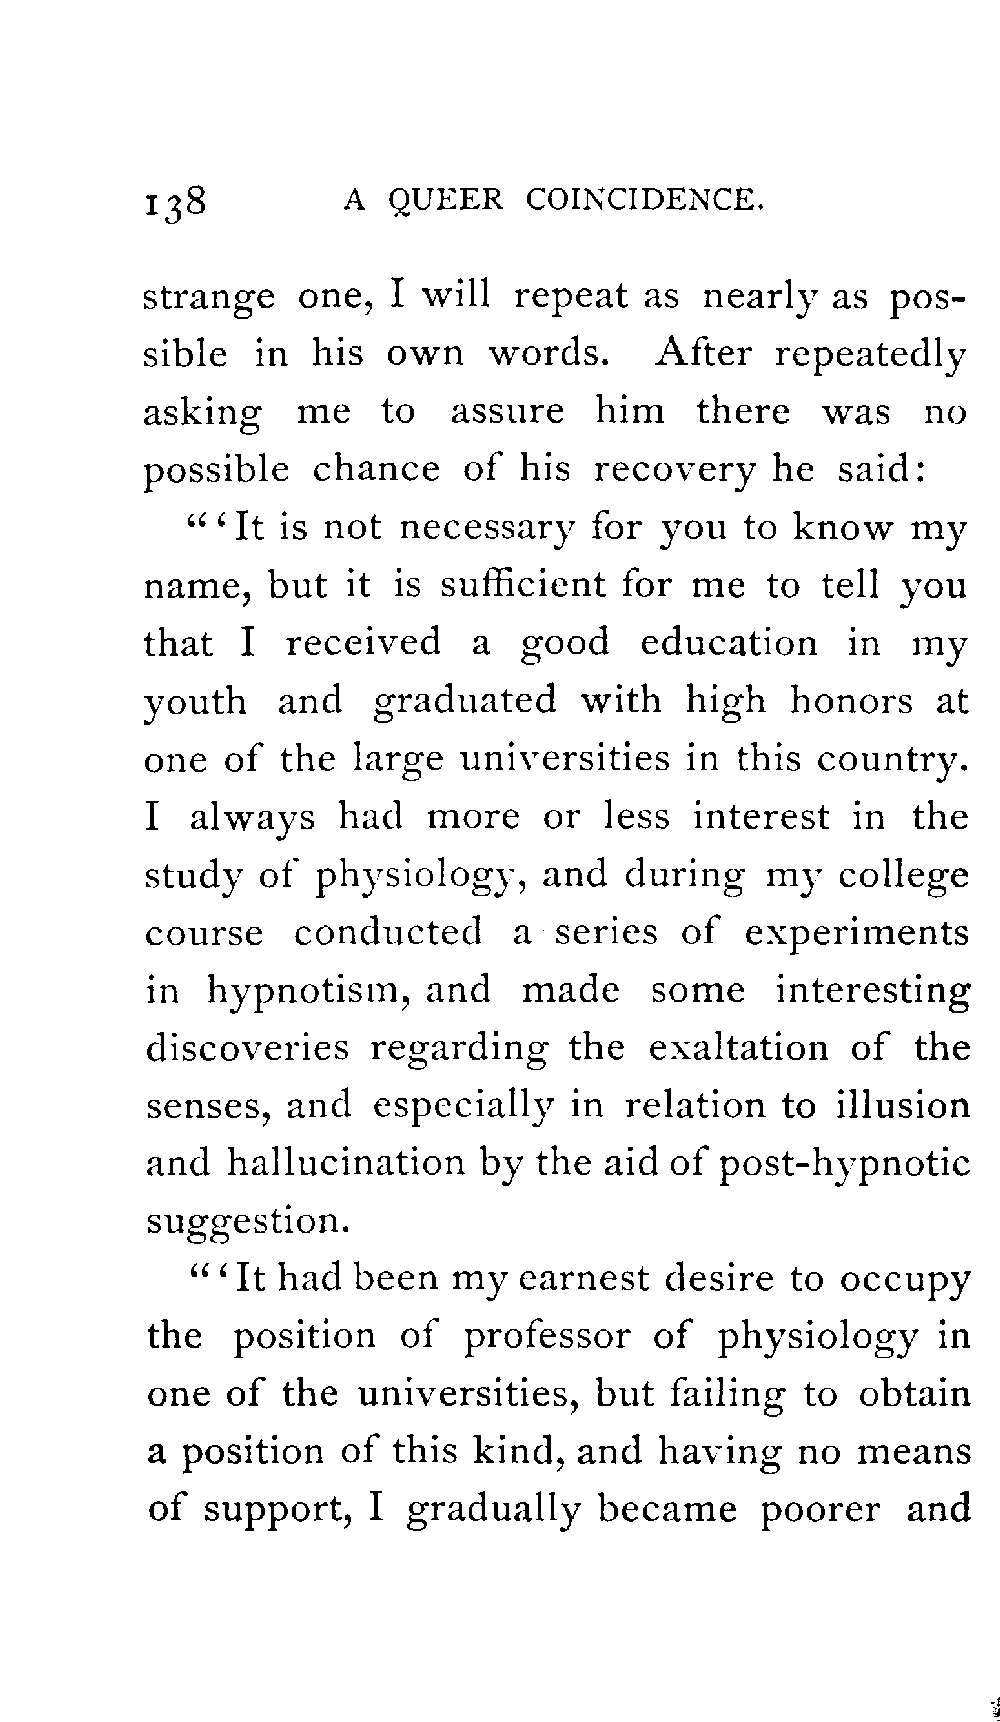 138 A QUEER COINCIDENCE.
strange one, I will repeat as nearly as pos-
sible in his own words. After repeatedly
asking me to assure him there was no
possible chance of his recovery he said:
“‘It is not necessary for you to know my
name, but it is sufficient for me to tell you
that I received a good education in my
youth and graduated with high honors at
one of the large universities in this country.
I always had more or less interest in the
study of physiology, and during my college
course conducted a series of experiments
in hypnotism, and made some interesting
discoveries regarding the exaltation of the
senses, and especially in relation to illusion
and hallucination by the aid of post-hypnotic
suggestion.
“‘It had been my earnest desire to occupy
the position of professor of physiology in
one of the universities, but failing to obtain
a position of this kind, and having no means
of support, I gradually became poorer and